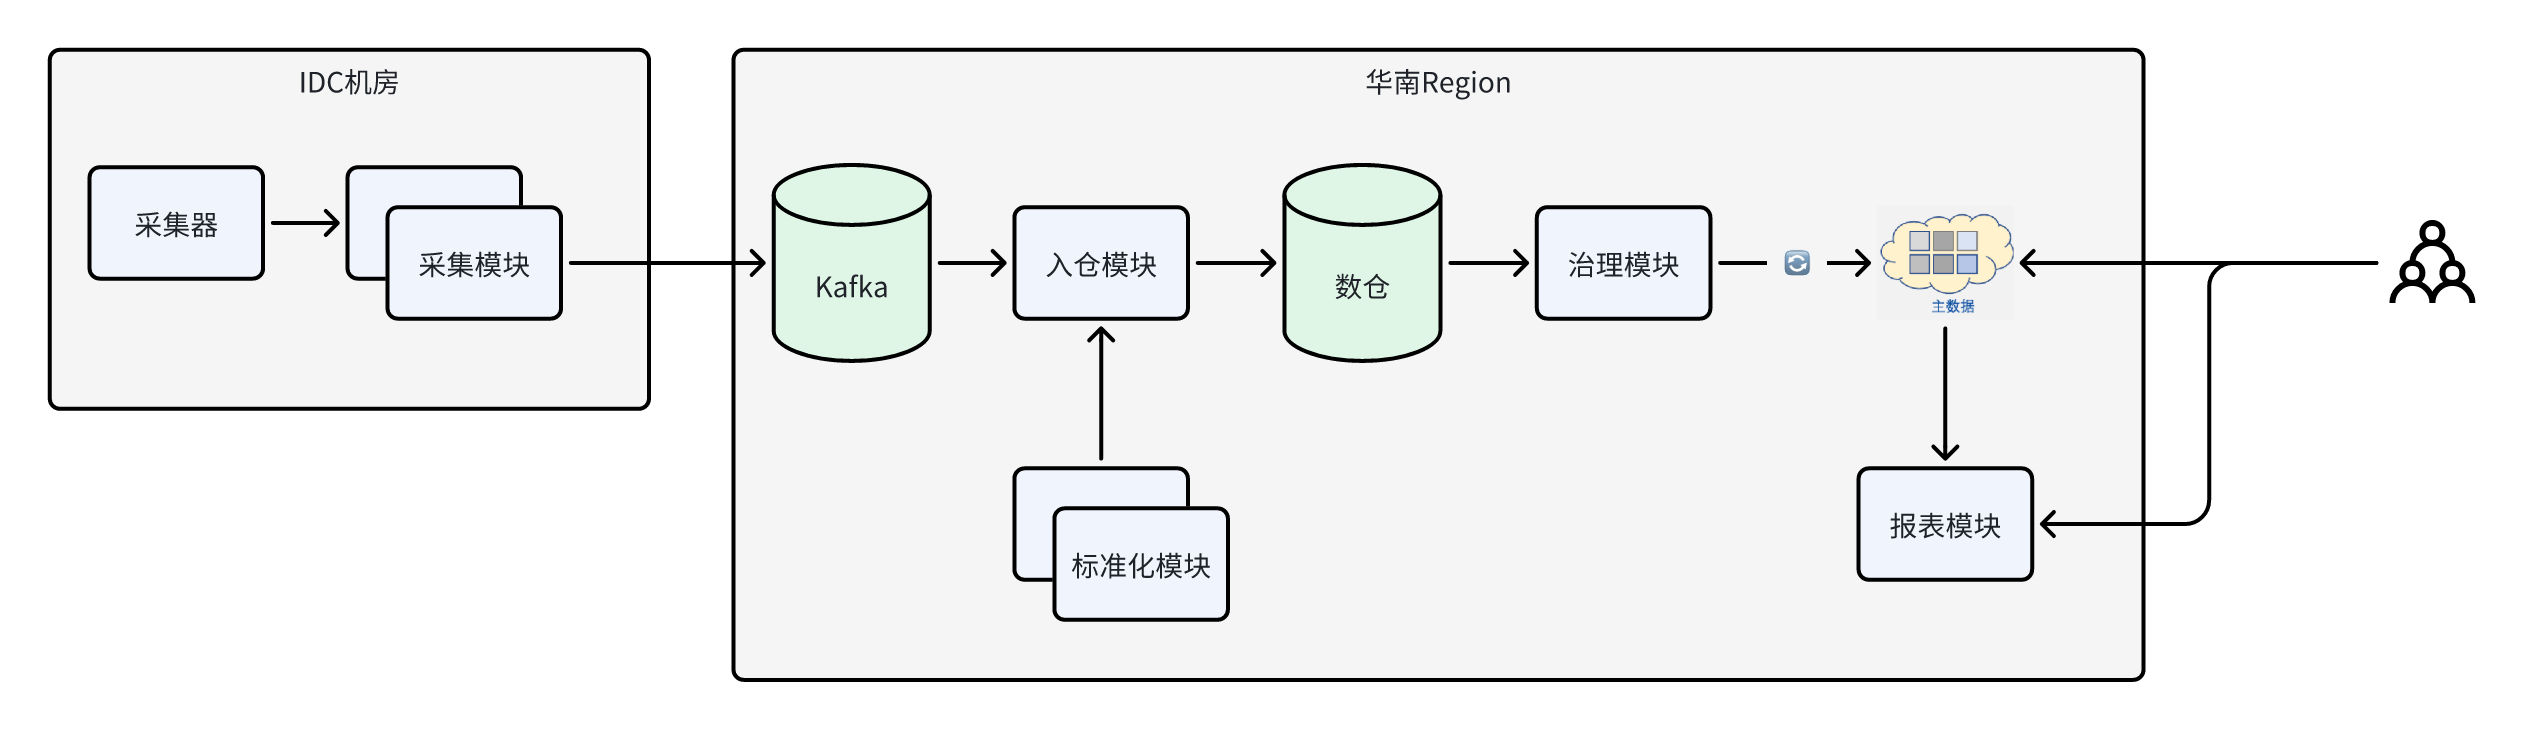 IDC机房
华南Region
采集器
采集模块
Kafka
入仓模块
数仓
治理模块
主数据
标准化模块
报表模块